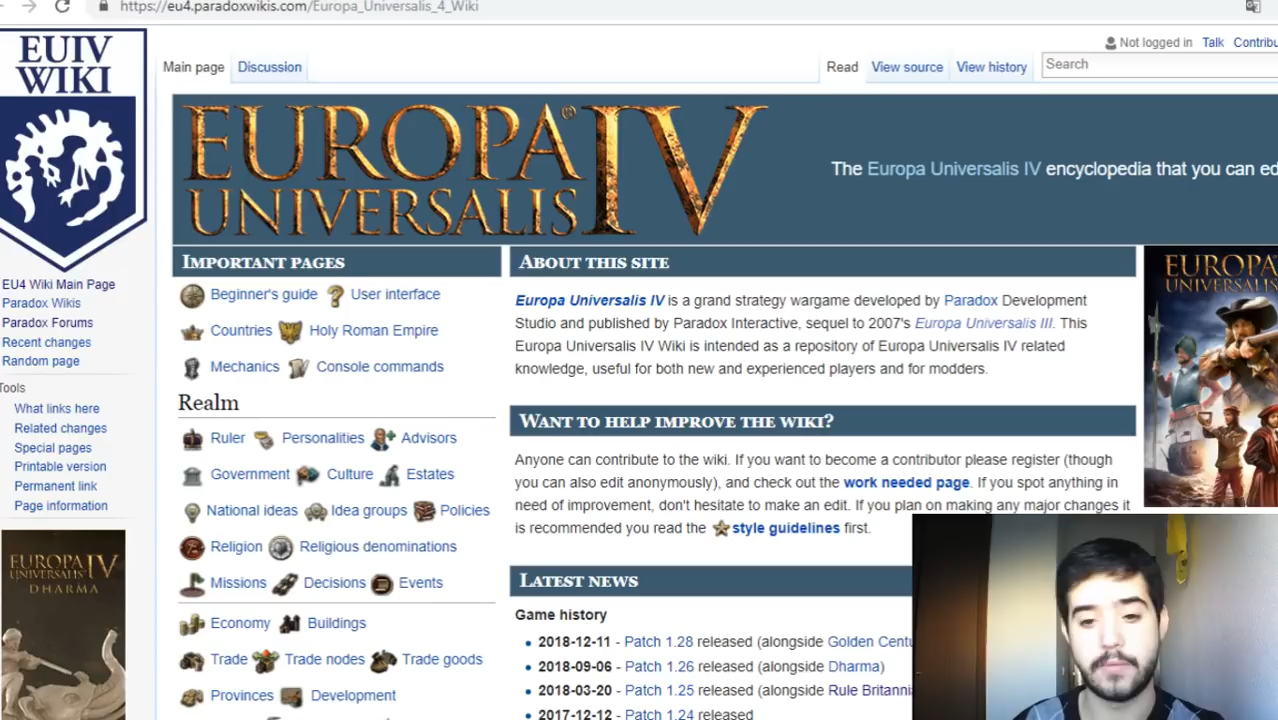 https://eu4.paradoxwikis.com/Europa_Universalis_4_Wiki
EUIV
WIKI
Not logged in Talk
Main page Discussion
Read View source View history
Search
EUROPA
UNIVERSALIS IV
The Europa Universalis IV encyclopedia that you can
EU4 Wiki Main Page
Paradox Wikis
Paradox Forums
Recent changes
Random page
Tools
What links here
Related changes
Special pages
Printable version
Permanent link
Page information
EUROPA
UNIVERSALIS IV
DHARMA
IMPORTANT PAGES
Beginner's guide User interface
Countries Holy Roman Empire
Mechanics Console commands
Realm
Ruler Personalities Advisors
Government Culture Estates
National ideas Idea groups Policies
Religion Religious denominations
Missions Decisions Events
Economy Buildings
Trade Trade nodes Trade goods
Provinces Development
ABOUT THIS SITE
Europa Universalis IV is a grand strategy wargame developed by Paradox Development
Studio and published by Paradox Interactive, sequel to 2007's Europa Universalis III. This
Europa Universalis IV Wiki is intended as a repository of Europa Universalis IV related
knowledge, useful for both new and experienced players and for modders.
WANT TO HELP IMPROVE THE WIKI?
Anyone can contribute to the wiki. If you want to become a contributor please register (though
you can also edit anonymously), and check out the work needed page. If you spot anything in
need of improvement, don't hesitate to make an edit. If you plan on making any major changes it
is recommended you read the style guidelines first.
LATEST NEWS
Game history
• 2018-12-11 - Patch 1.28 released (alongside Golden
• 2018-09-06 - Patch 1.26 released (alongside Dharma)
• 2018-03-20 - Patch 1.25 released (alongside Rule
• 2017-12-12 - Patch 1.24 released
EUROPA
UNIVERSALIS